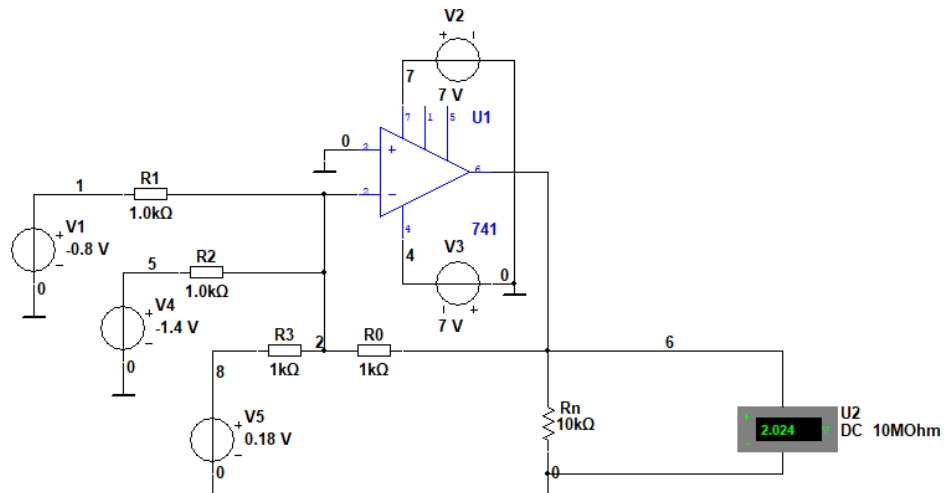 V2
+ −
7
7 V
7 1 5
U1
0
3
+
6
1
R1
2
−
1.0kΩ
4
741
V1
+
-0.8 V
−
4
V3
0
5
R2
− +
0
1.0kΩ
7 V
V4
+
-1.4 V
−
R3
2
R0
6
0
8
1kΩ
1kΩ
V5
+
0.18 V
−
Rn
10kΩ
+
2.024
V
−
U2
DC 10MOhm
0
0